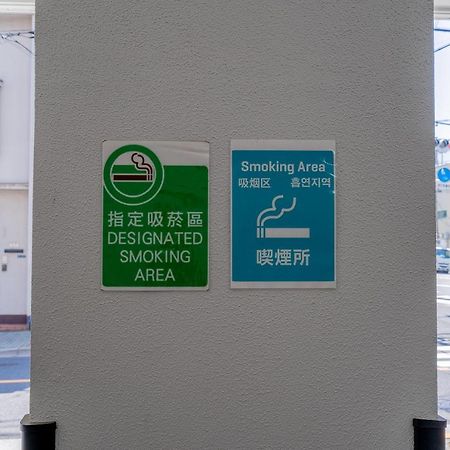 指定吸菸區
DESIGNATED
SMOKING
AREA
Smoking Area
吸烟区 흡연지역
喫煙所